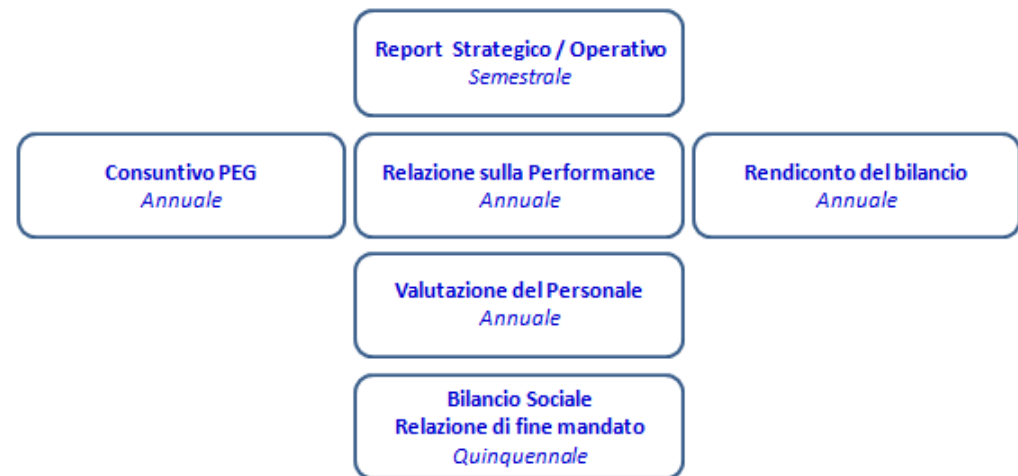 Report Strategico / Operativo
Semestrale
Consuntivo PEG
Annuale
Relazione sulla Performance
Annuale
Rendiconto del bilancio
Annuale
Valutazione del Personale
Annuale
Bilancio Sociale
Relazione di fine mandato
Quinquennale